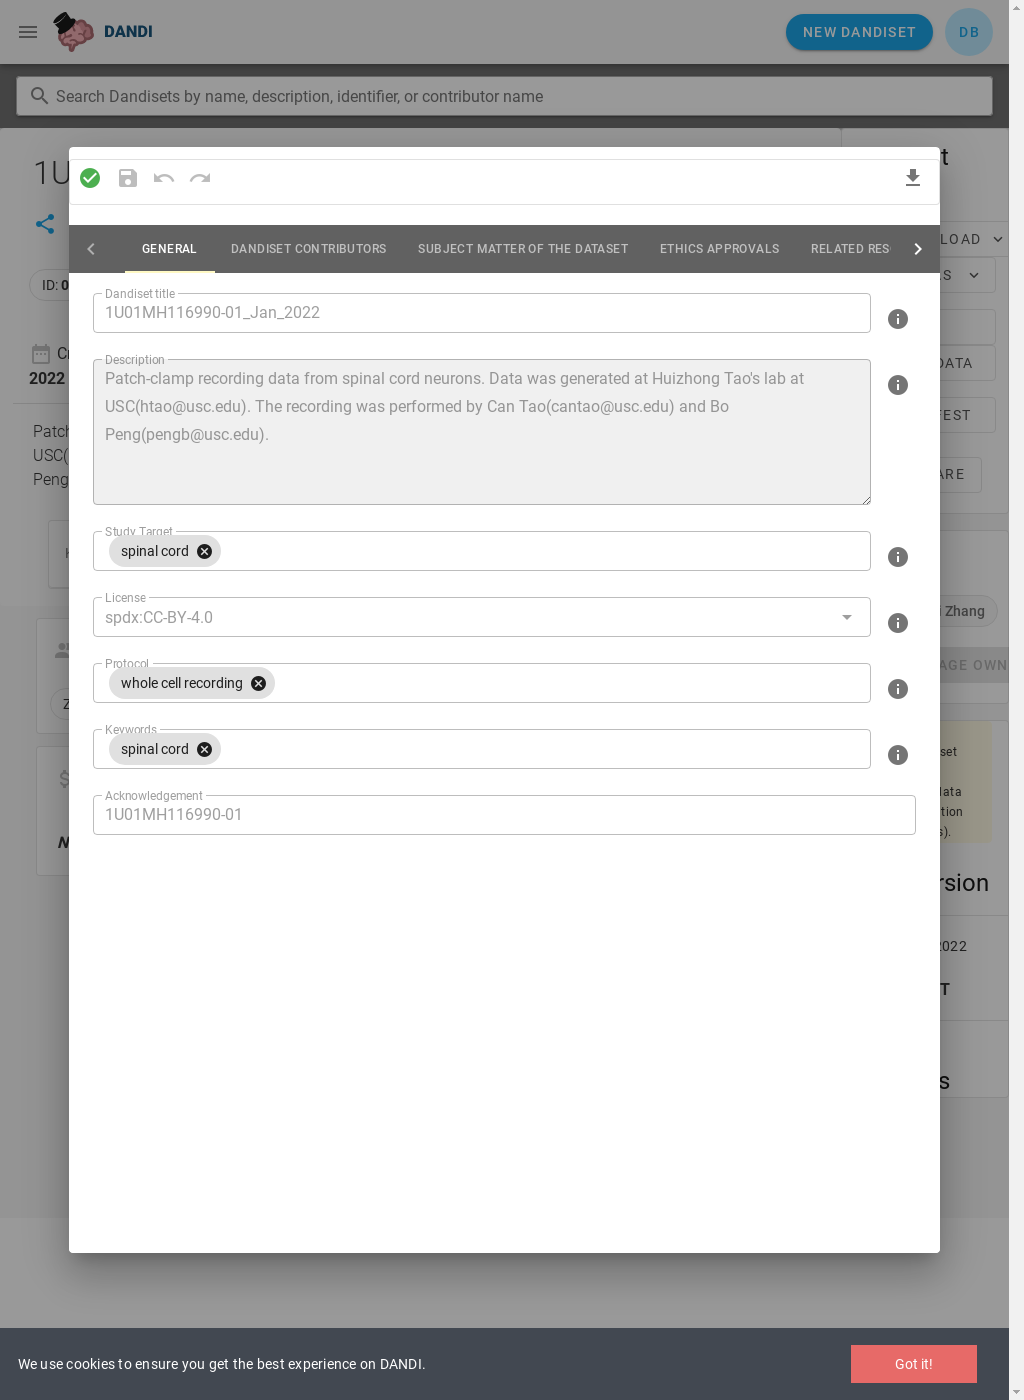 DANDI
NEW DANDISET
DB
Search Dandisets by name, description, identifier, or contributor name
1U
ID: 0
2022
Patch
USC(
Peng
GENERAL
DANDISET CONTRIBUTORS
SUBJECT MATTER OF THE DATASET
ETHICS APPROVALS
RELATED RES
Dandiset title
1U01MH116990-01_Jan_2022
Description
Patch-clamp recording data from spinal cord neurons. Data was generated at Huizhong Tao's lab at
USC(htao@usc.edu). The recording was performed by Can Tao(cantao@usc.edu) and Bo
Peng(pengb@usc.edu).
Study Target
spinal cord
License
spdx:CC-BY-4.0
Protocol
whole cell recording
Keywords
spinal cord
Acknowledgement
1U01MH116990-01
t
LOAD
S
DATA
EST
ARE
Zhang
AGE OWN
set
data
tion
s).
rsion
2022
T
s
We use cookies to ensure you get the best experience on DANDI.
Got it!